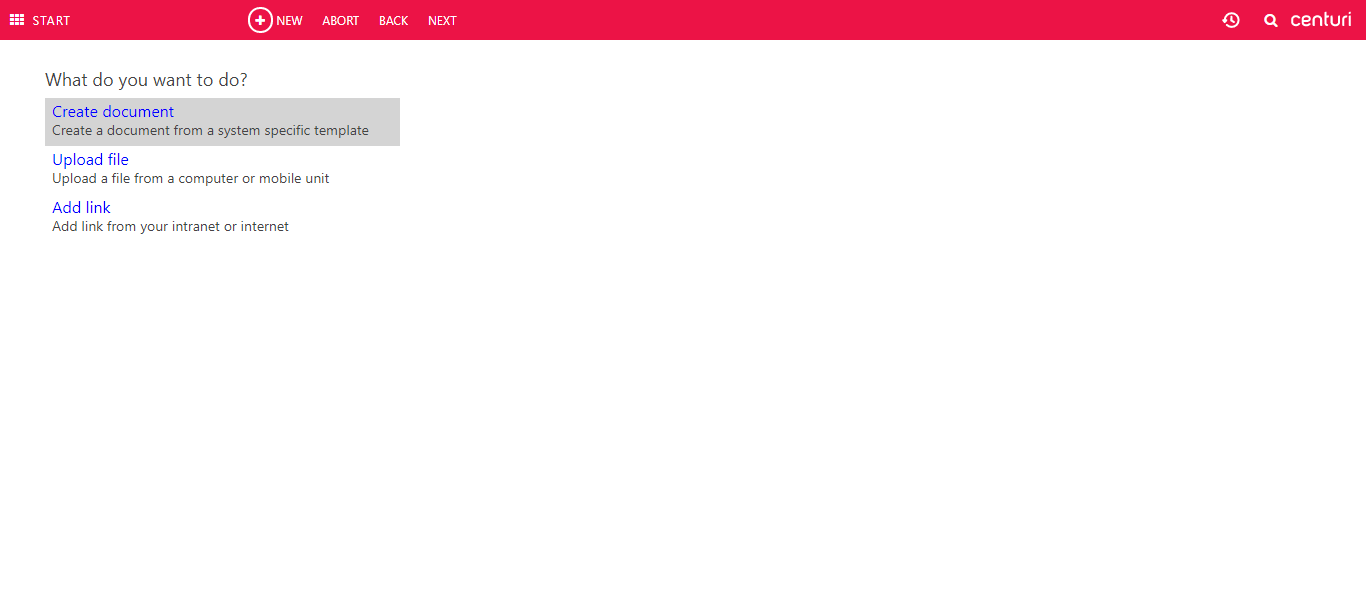 START NEW ABORT BACK NEXT centuri
What do you want to do?
Create document
Create a document from a system specific template
Upload file
Upload a file from a computer or mobile unit
Add link
Add link from your intranet or internet